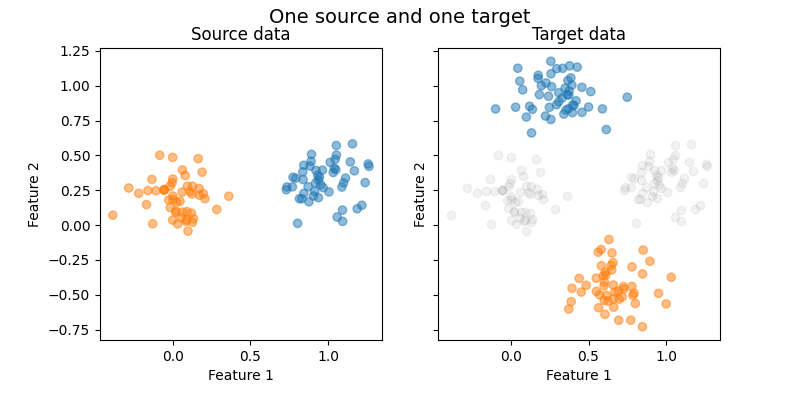 One source and one target
Source data
Target data
1.25
1.00
0.75
0.50
0.25
0.00
−0.25
−0.50
−0.75
Feature 2
0.0 0.5 1.0
Feature 1
Feature 2
0.0 0.5 1.0
Feature 1